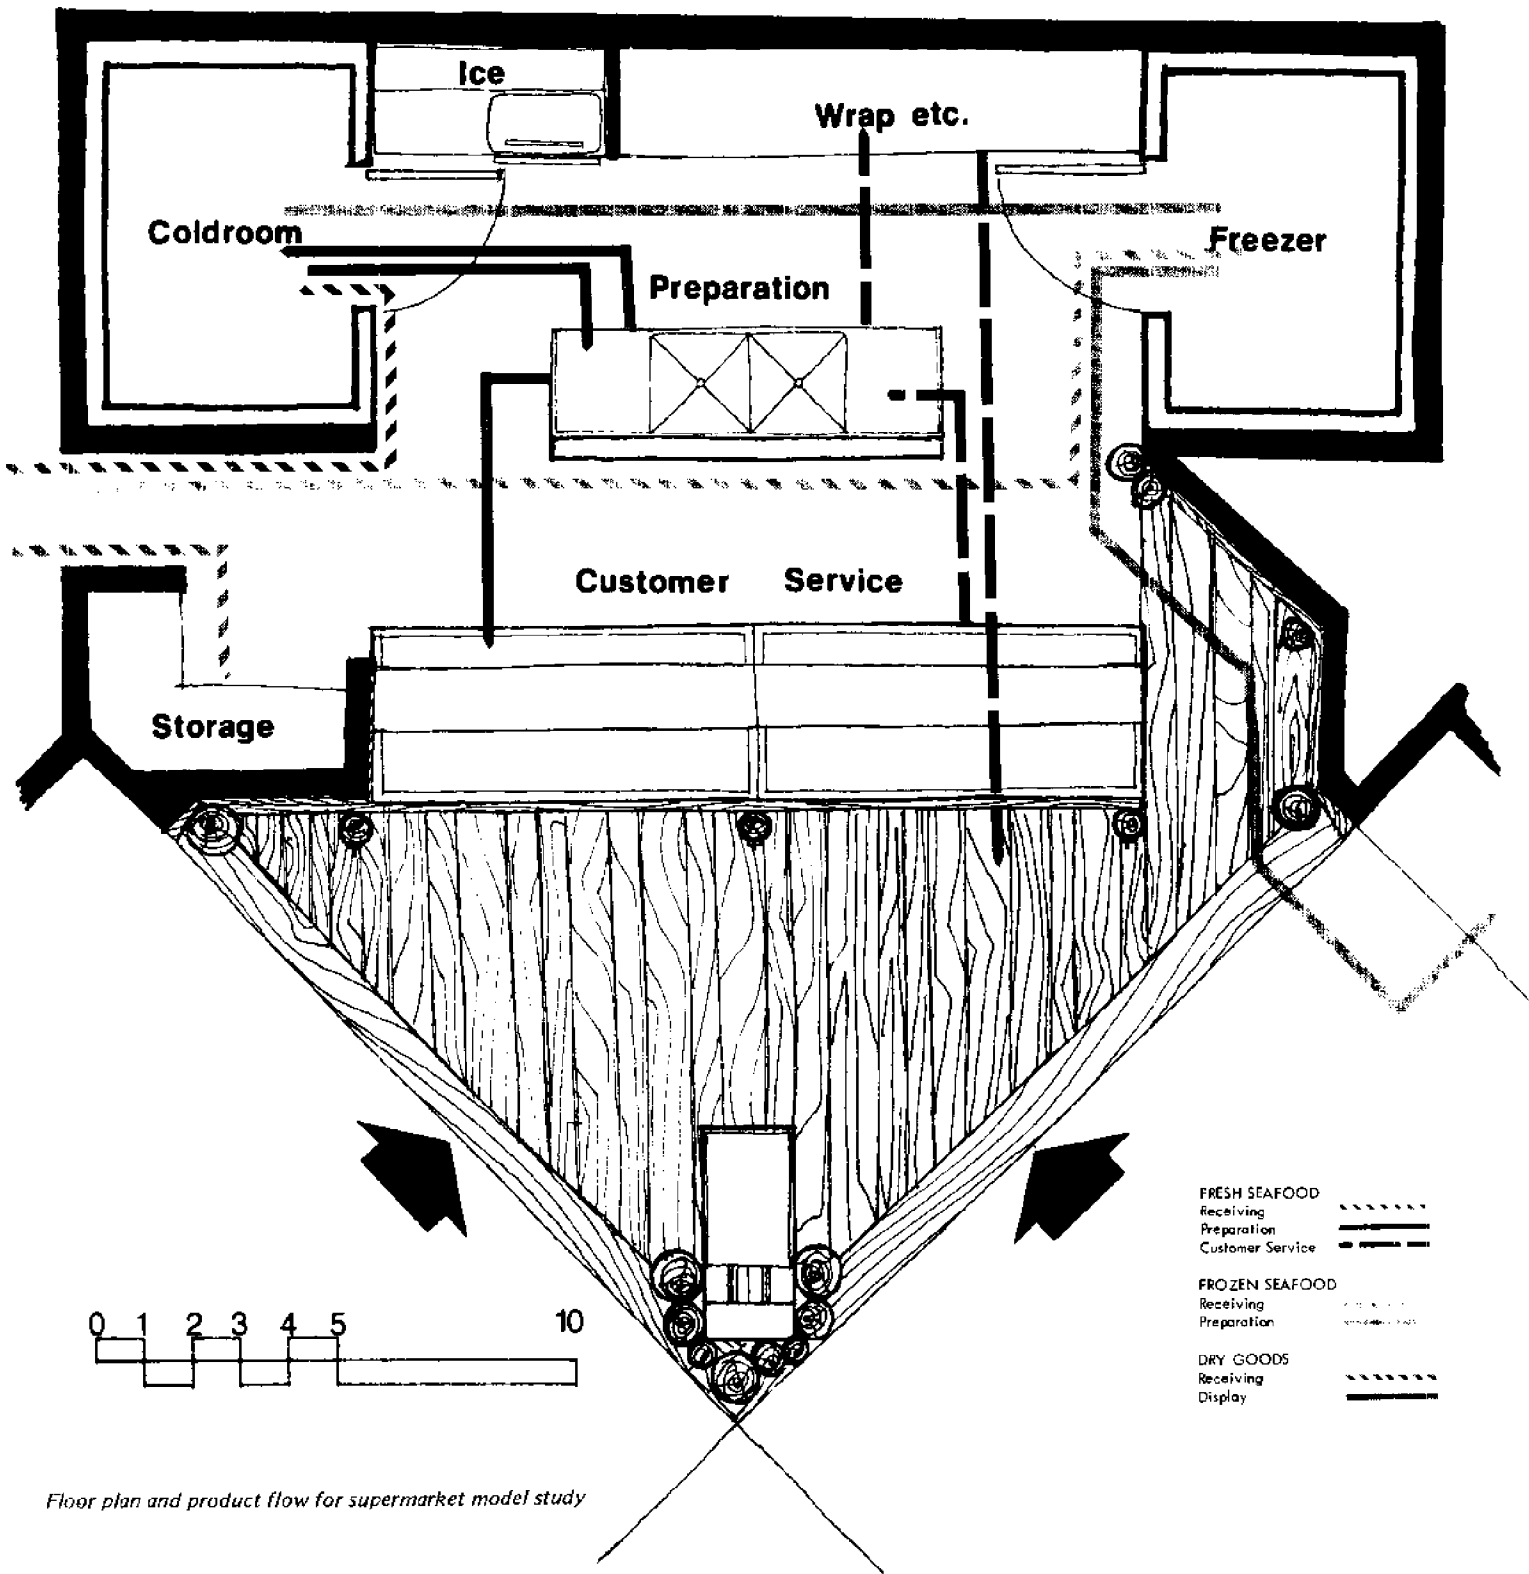 Ice
Wrap etc.
Coldroom
Freezer
Preparation
Customer Service
Storage
FRESH SEAFOOD
Receiving
Preparation
Customer Service
FROZEN SEAFOOD
Receiving
Preparation
DRY GOODS
Receiving
Display
0 1 2 3 4 5 10
Floor plan and product flow for supermarket model study